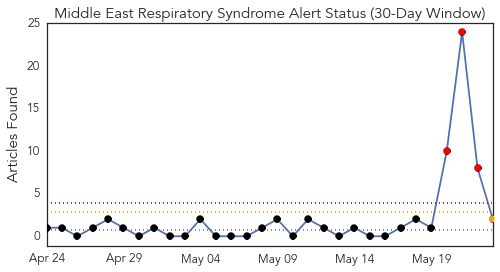 Middle East Respiratory Syndrome Alert Status (30-Day Window)
Articles Found
25
20
15
10
5
0
Apr 24 Apr 29 May 04 May 09 May 14 May 19